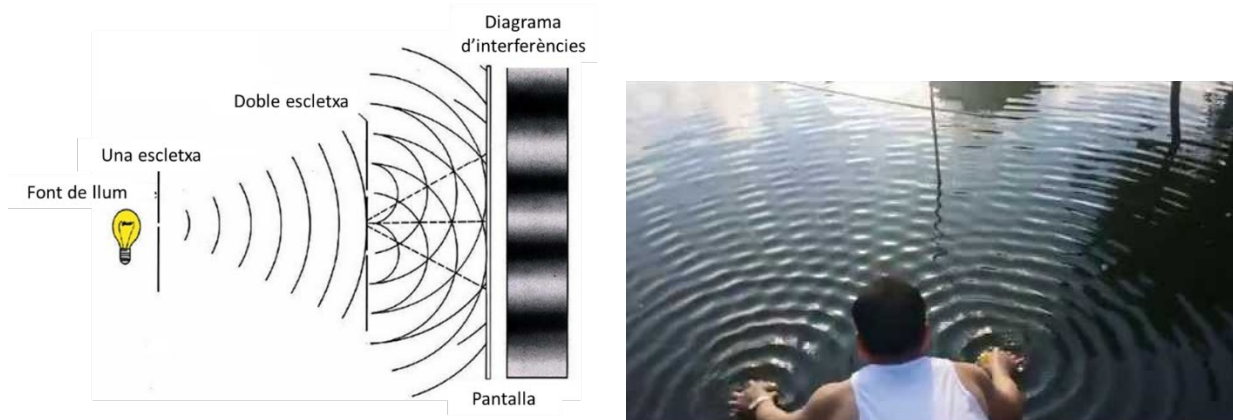 Diagrama
d'interferències
Doble escletxa
Una escletxa
Font de llum
Pantalla